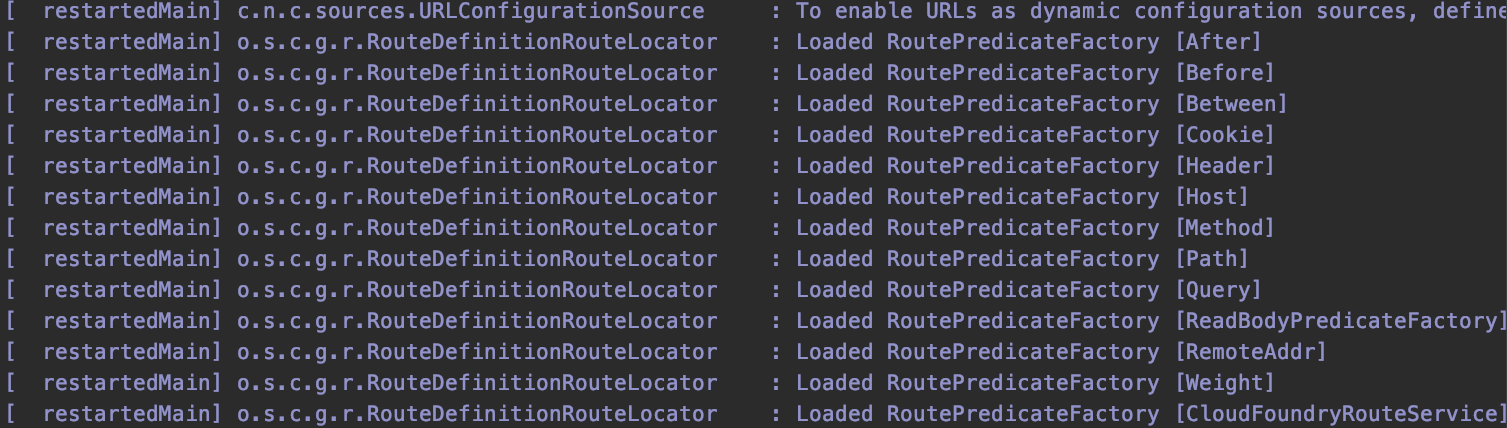 [  restartedMain] c.n.c.sources.URLConfigurationSource     : To enable URLs as dynamic configuration sources, define
[  restartedMain] o.s.c.g.r.RouteDefinitionRouteLocator    : Loaded RoutePredicateFactory [After]
[  restartedMain] o.s.c.g.r.RouteDefinitionRouteLocator    : Loaded RoutePredicateFactory [Before]
[  restartedMain] o.s.c.g.r.RouteDefinitionRouteLocator    : Loaded RoutePredicateFactory [Between]
[  restartedMain] o.s.c.g.r.RouteDefinitionRouteLocator    : Loaded RoutePredicateFactory [Cookie]
[  restartedMain] o.s.c.g.r.RouteDefinitionRouteLocator    : Loaded RoutePredicateFactory [Header]
[  restartedMain] o.s.c.g.r.RouteDefinitionRouteLocator    : Loaded RoutePredicateFactory [Host]
[  restartedMain] o.s.c.g.r.RouteDefinitionRouteLocator    : Loaded RoutePredicateFactory [Method]
[  restartedMain] o.s.c.g.r.RouteDefinitionRouteLocator    : Loaded RoutePredicateFactory [Path]
[  restartedMain] o.s.c.g.r.RouteDefinitionRouteLocator    : Loaded RoutePredicateFactory [Query]
[  restartedMain] o.s.c.g.r.RouteDefinitionRouteLocator    : Loaded RoutePredicateFactory [ReadBodyPredicateFactory]
[  restartedMain] o.s.c.g.r.RouteDefinitionRouteLocator    : Loaded RoutePredicateFactory [RemoteAddr]
[  restartedMain] o.s.c.g.r.RouteDefinitionRouteLocator    : Loaded RoutePredicateFactory [Weight]
[  restartedMain] o.s.c.g.r.RouteDefinitionRouteLocator    : Loaded RoutePredicateFactory [CloudFoundryRouteService]